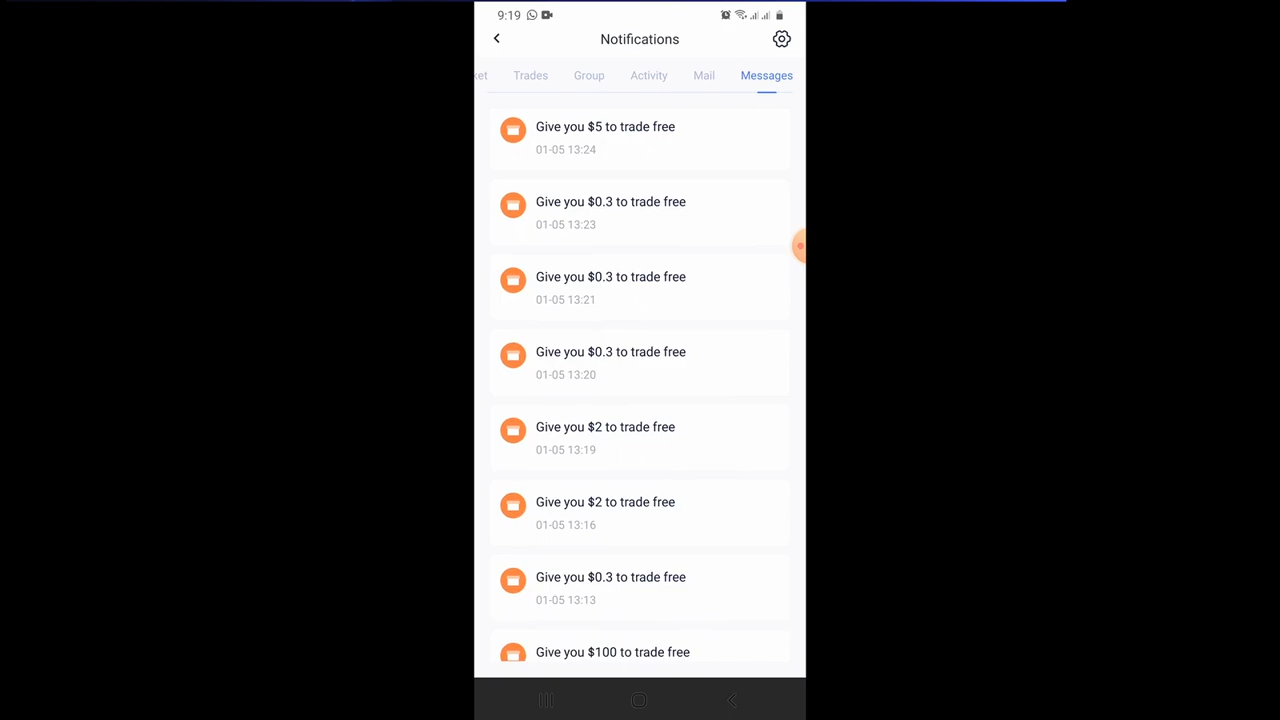 9:19
Notifications
ket Trades Group Activity Mail Messages
Give you $5 to trade free
01-05 13:24
Give you $0.3 to trade free
01-05 13:23
Give you $0.3 to trade free
01-05 13:21
Give you $0.3 to trade free
01-05 13:20
Give you $2 to trade free
01-05 13:19
Give you $2 to trade free
01-05 13:16
Give you $0.3 to trade free
01-05 13:13
Give you $100 to trade free